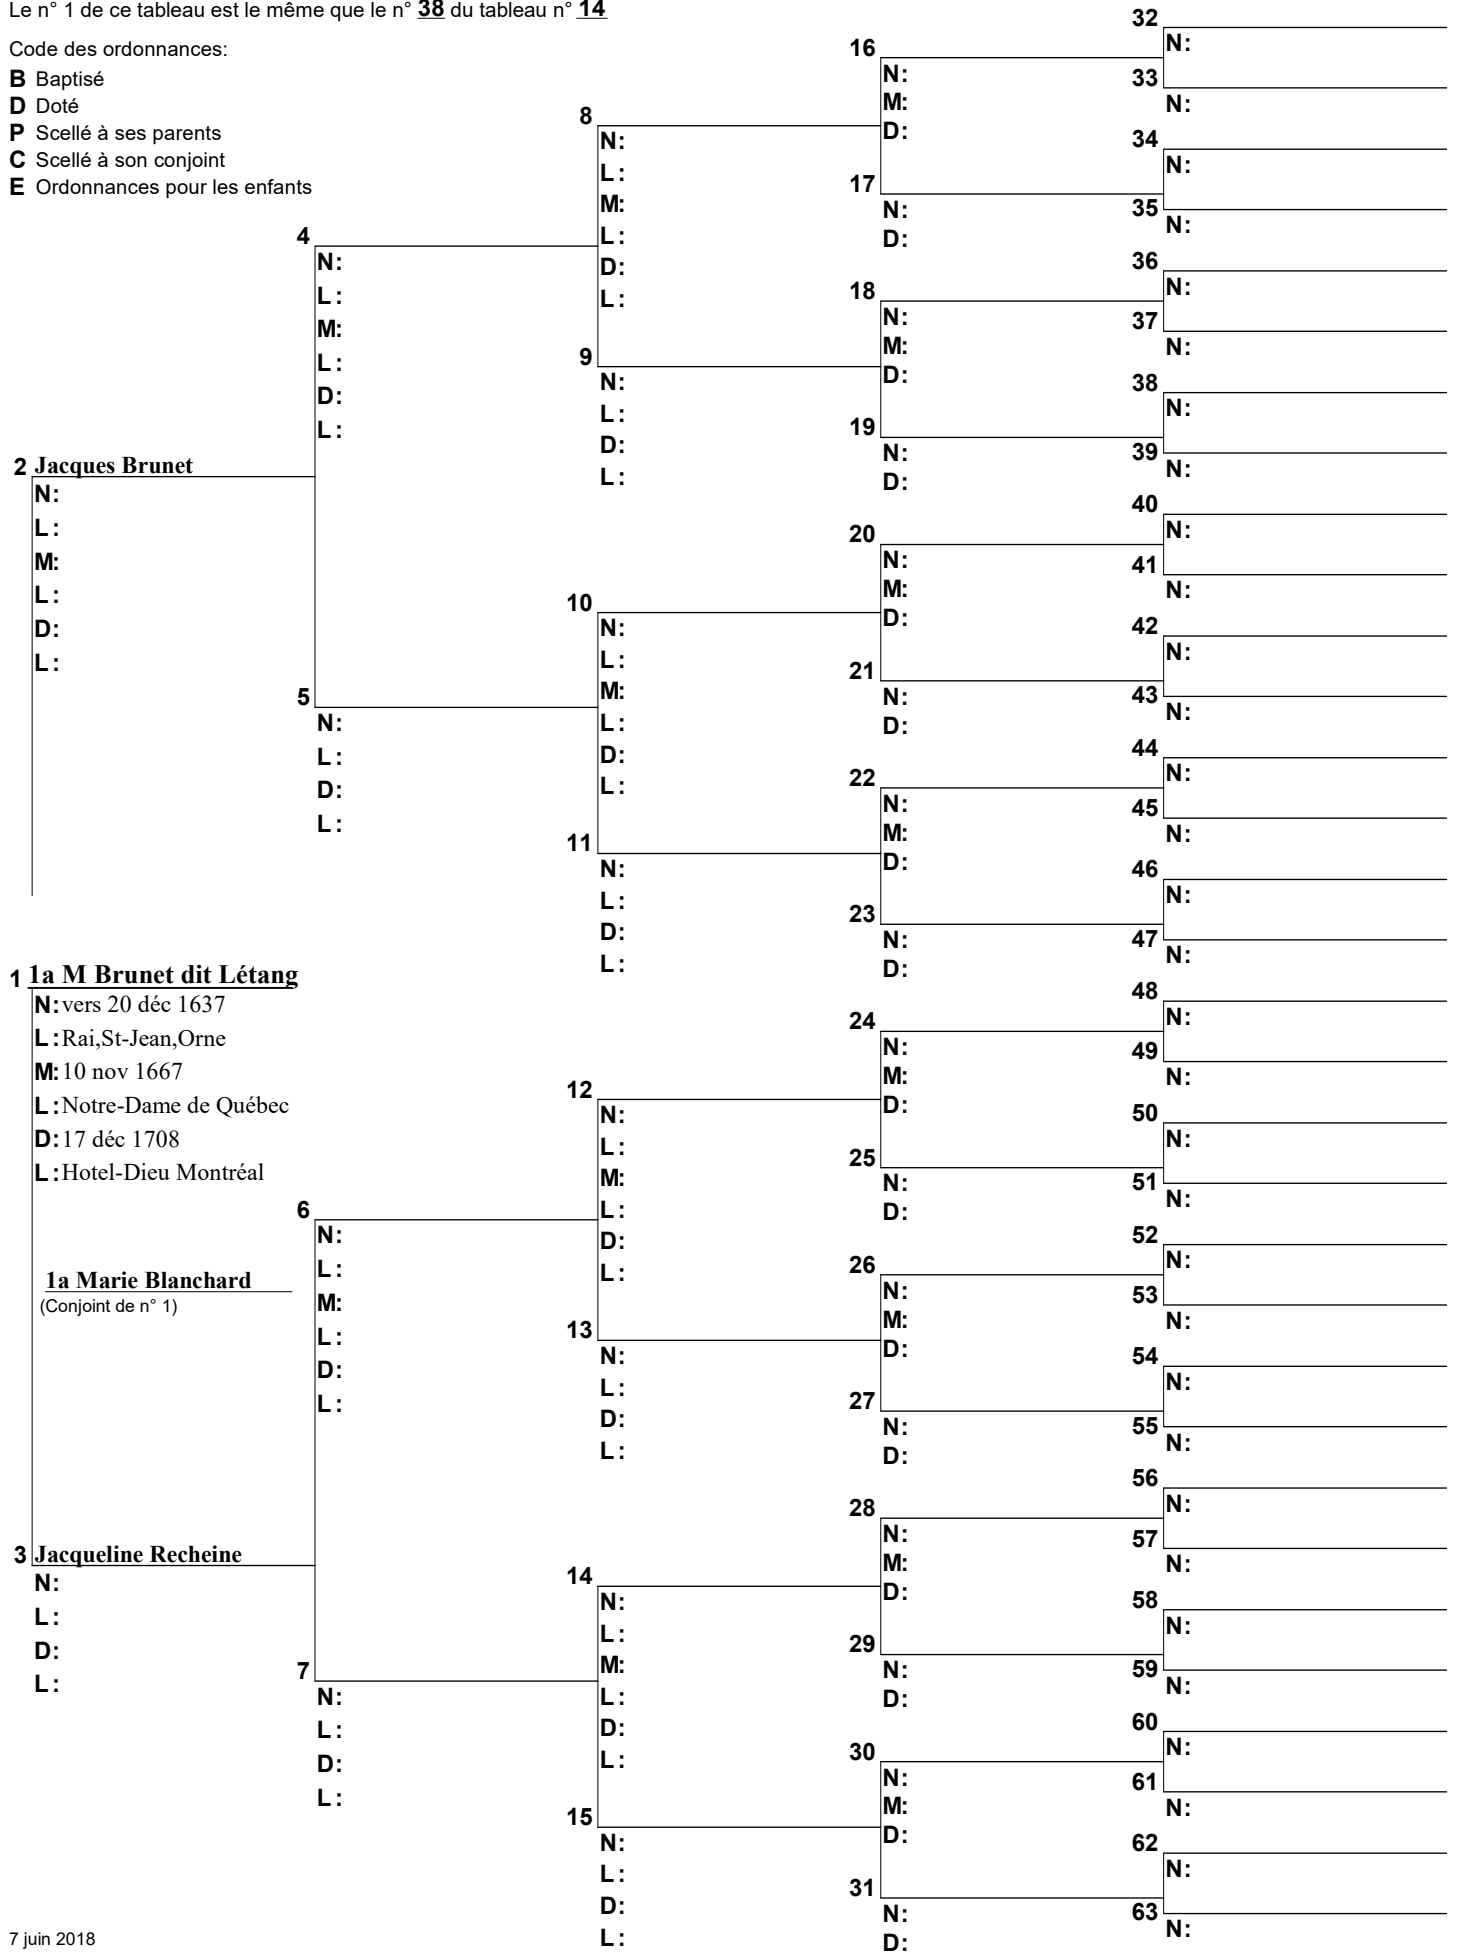 Le n° 1 de ce tableau est le même que le n° 38 du tableau n° 14
Code des ordonnances:
B Baptisé
D Doté
P Scellé à ses parents
C Scellé à son conjoint
E Ordonnances pour les enfants
2 Jacques Brunet
N:
L:
M:
L:
D:
L:
1 1a M Brunet dit Létang
N: vers 20 déc 1637
L: Rai,St-Jean,Orne
M: 10 nov 1667
L: Notre-Dame de Québec
D: 17 déc 1708
L: Hotel-Dieu Montréal
1a Marie Blanchard
(Conjoint de n° 1)
3 Jacqueline Recheine
N:
L:
D:
L:
4
N:
L:
M:
L:
D:
L:
5
N:
L:
D:
L:
6
N:
L:
M:
L:
D:
L:
7
N:
L:
D:
L:
8
N:
L:
M:
L:
D:
L:
9
N:
L:
D:
L:
10
N:
L:
M:
L:
D:
L:
11
N:
L:
D:
L:
12
N:
L:
M:
L:
D:
L:
13
N:
L:
D:
L:
14
N:
L:
M:
L:
D:
L:
15
N:
L:
D:
L:
16
N:
M:
D:
17
N:
D:
18
N:
M:
D:
19
N:
D:
20
N:
M:
D:
21
N:
D:
22
N:
M:
D:
23
N:
D:
24
N:
M:
D:
25
N:
D:
26
N:
M:
D:
27
N:
D:
28
N:
M:
D:
29
N:
D:
30
N:
M:
D:
31
N:
D:
32
N:
33
N:
34
N:
35
N:
36
N:
37
N:
38
N:
39
N:
40
N:
41
N:
42
N:
43
N:
44
N:
45
N:
46
N:
47
N:
48
N:
49
N:
50
N:
51
N:
52
N:
53
N:
54
N:
55
N:
56
N:
57
N:
58
N:
59
N:
60
N:
61
N:
62
N:
63
N:
7 juin 2018